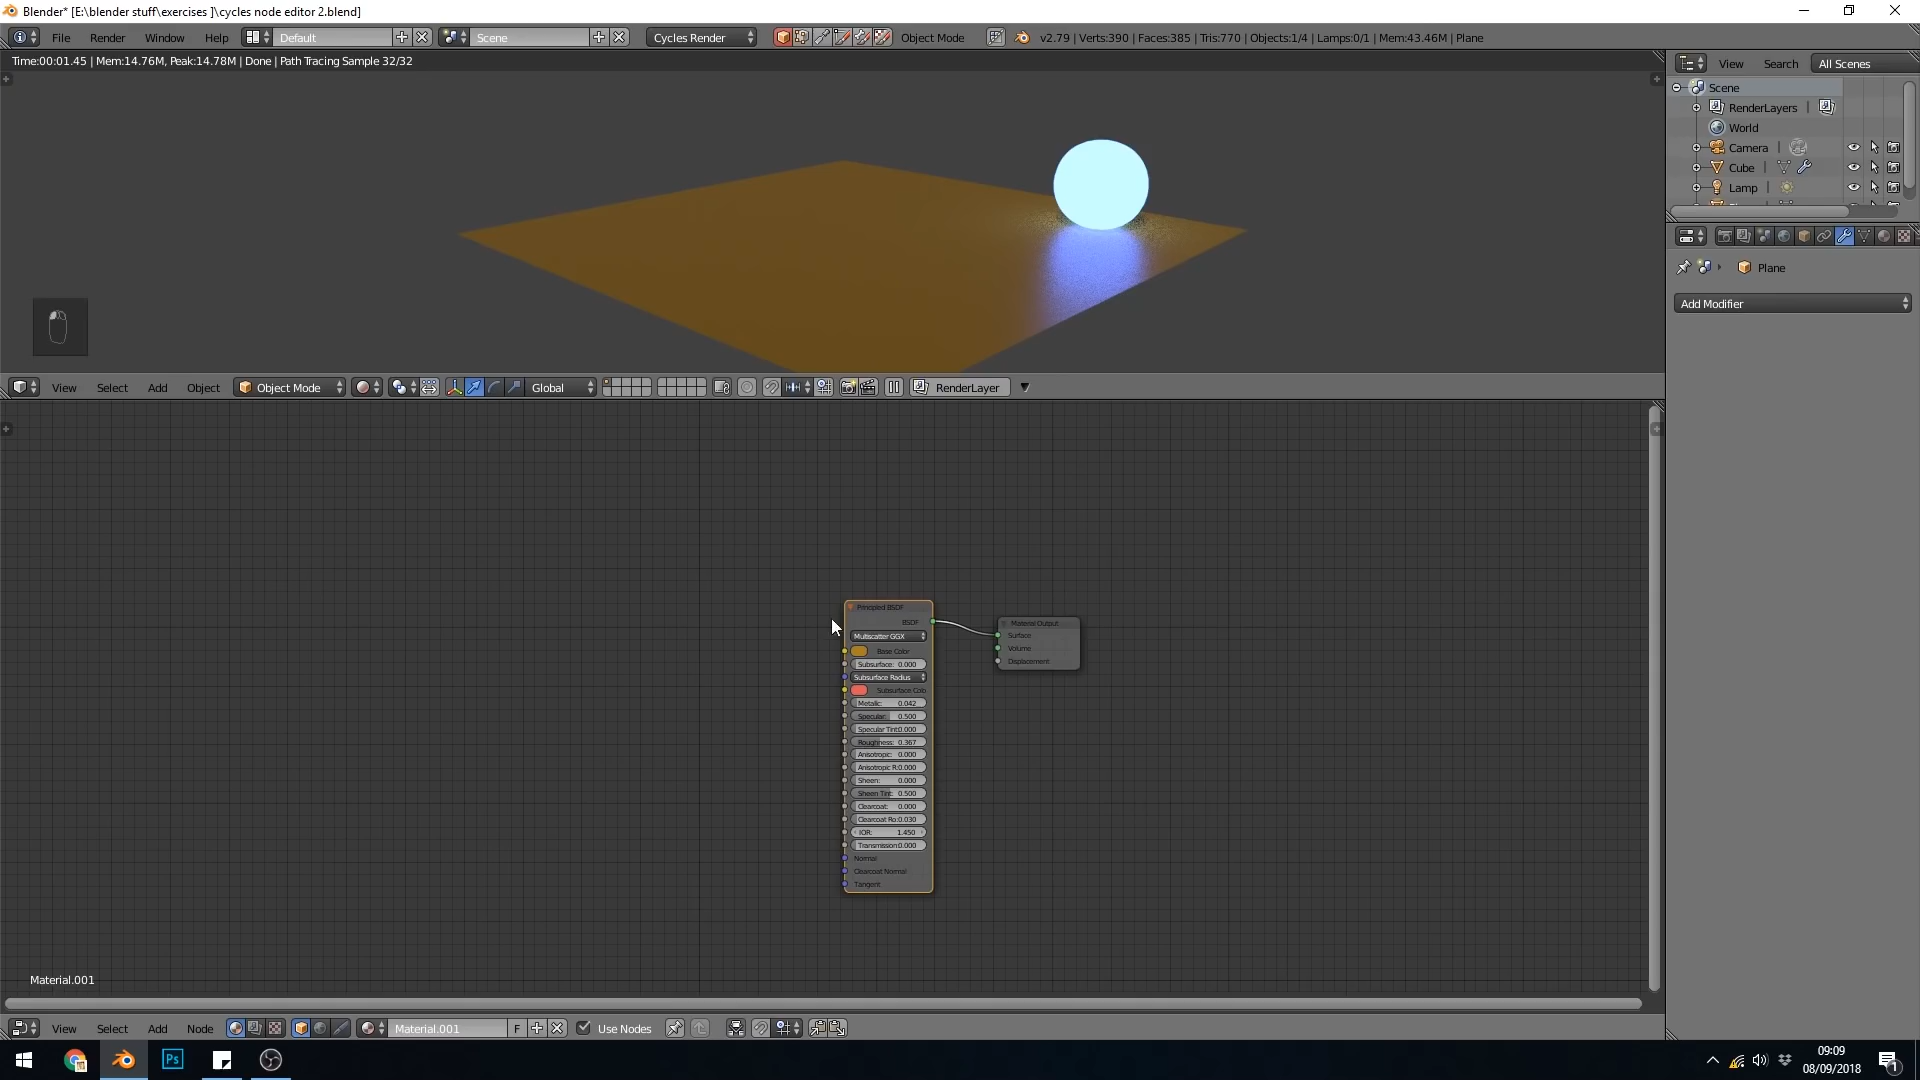 Blender* [E:\blender stuff\exercises ]\cycles node editor 2.blend]
File Render Window Help Default Scene Cycles Render Object Mode v2.79 | Verts:390 | Faces:385 | Tris:770 | Objects:1/4 | Lamps:0/1 | Mem:43.46M | Plane
Time:00:01.45 | Mem:14.76M, Peak:14.78M | Done | Path Tracing Sample 32/32
View Search All Scenes
Scene
RenderLayers |
World
Camera |
Cube |
Lamp |
Plane
Add Modifier
View Select Add Object Object Mode Global RenderLayer
Principled BSDF
BSDF
Multiscatter GGX
Base Color
Subsurface: 0.000
Subsurface Radius
Subsurface Colo
Metallic: 0.042
Specular: 0.500
Specular Tint:0.000
Roughness: 0.367
Anisotropic: 0.000
Anisotropic R:0.000
Sheen: 0.000
Sheen Tint: 0.500
Clearcoat: 0.000
Clearcoat Ro:0.030
IOR: 1.450
Transmission:0.000
Normal
Clearcoat Normal
Tangent
Material Output
Surface
Volume
Displacement
Material.001
View Select Add Node Material.001 F Use Nodes
Ps
09:09
08/09/2018
1